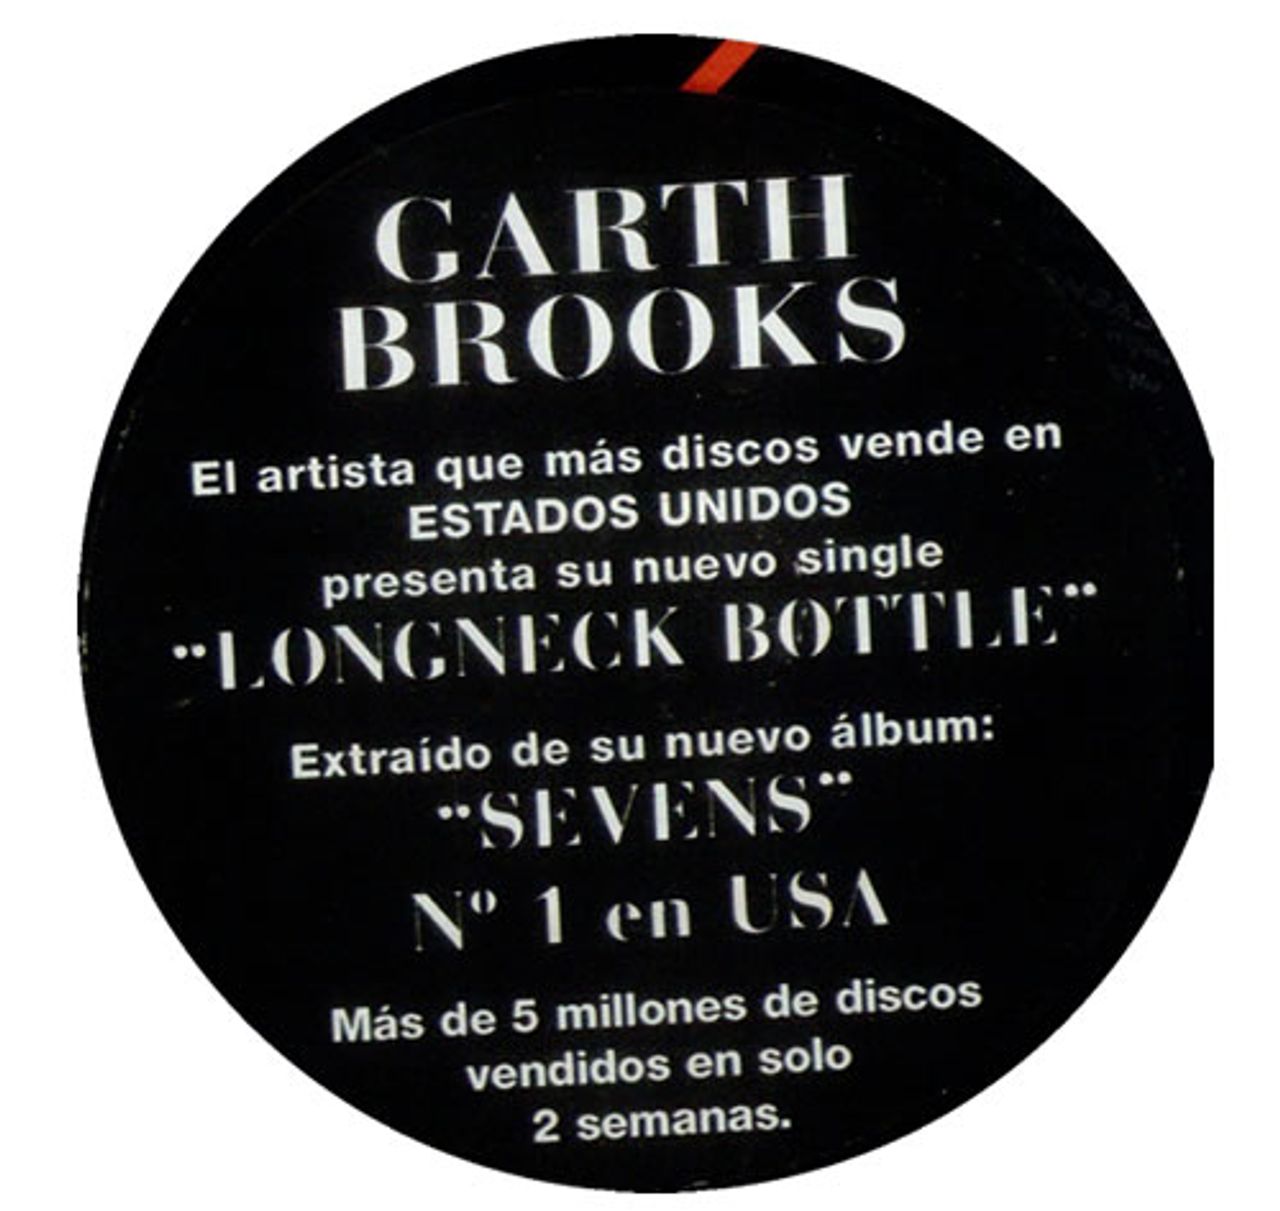 GARTH
BROOKS
El artista que más discos vende en
ESTADOS UNIDOS
presenta su nuevo single
"LONGNECK BOTTLE"
Extraído de su nuevo álbum:
"SEVENS"
Nº 1 en USA
Más de 5 millones de discos
vendidos en solo
2 semanas.